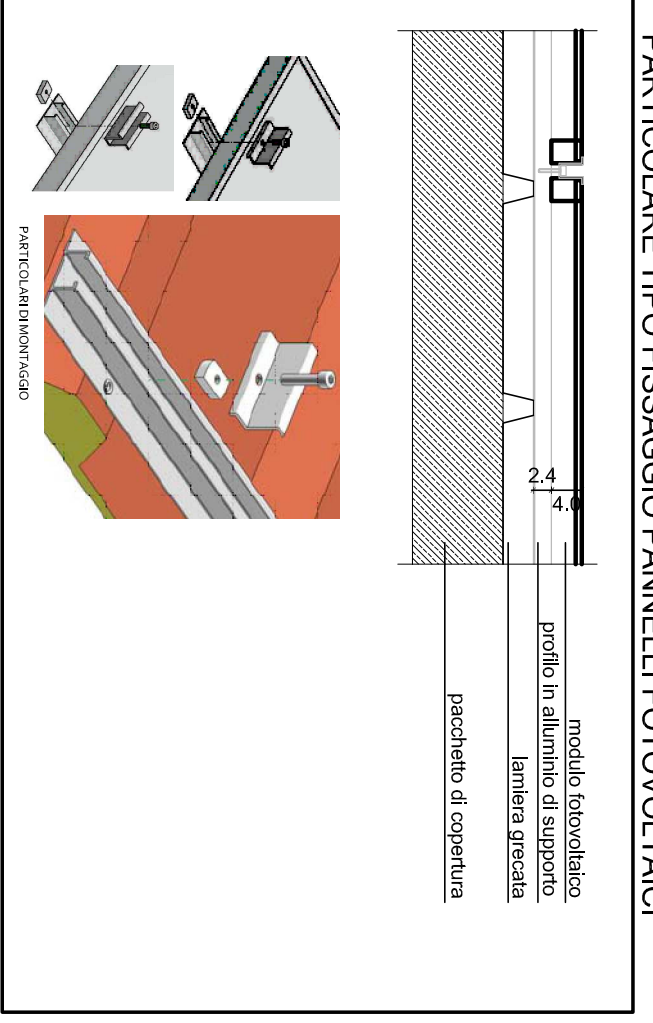 PARTICOLARE TIPO FISSAGGIO PANNELLI FOTOVOLTAICI
2.4
4.0
modulo fotovoltaico
profilo in alluminio di supporto
lamiera grecata
pacchetto di copertura
PARTICOLARI DI MONTAGGIO